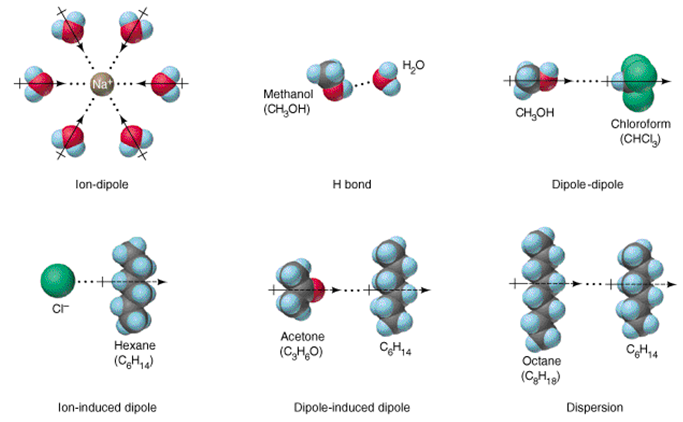 Na⁺
Ion-dipole
H₂O
Methanol
(CH₃OH)
H bond
CH₃OH
Chloroform
(CHCl₃)
Dipole-dipole
Cl⁻
Hexane
(C₆H₁₄)
Ion-induced dipole
Acetone
(C₃H₆O)
C₆H₁₄
Dipole-induced dipole
Octane
(C₈H₁₈)
C₆H₁₄
Dispersion